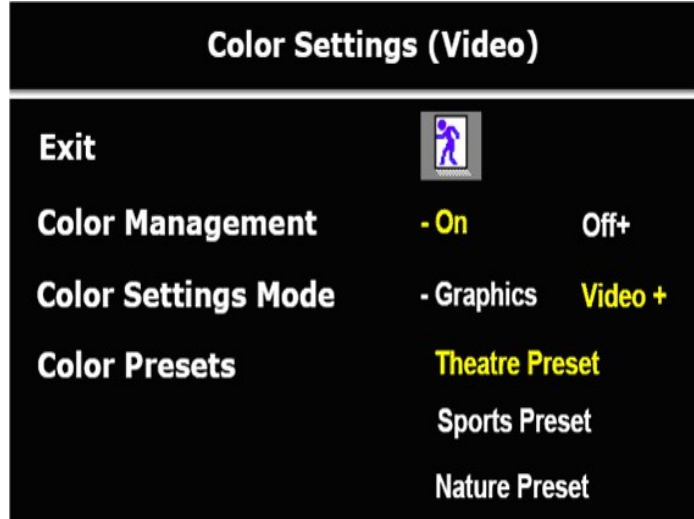 Color Settings (Video)
Exit
Color Management - On Off+
Color Settings Mode - Graphics Video +
Color Presets Theatre Preset
Sports Preset
Nature Preset